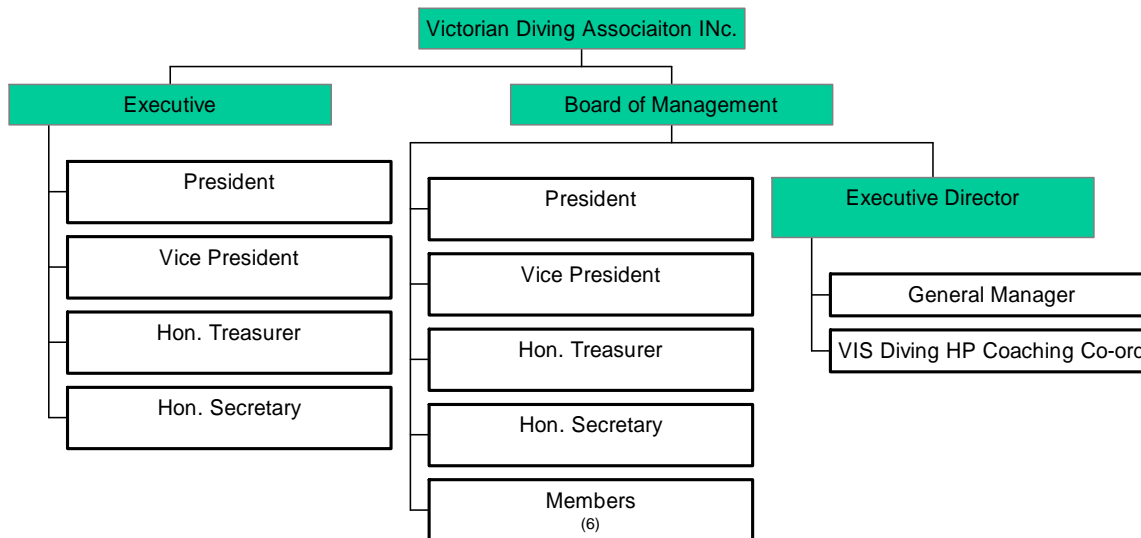 Victorian Diving Associaiton INc.
Executive
Board of Management
President
Vice President
Hon. Treasurer
Hon. Secretary
President
Vice President
Hon. Treasurer
Hon. Secretary
Members
(6)
Executive Director
General Manager
VIS Diving HP Coaching Co-ord